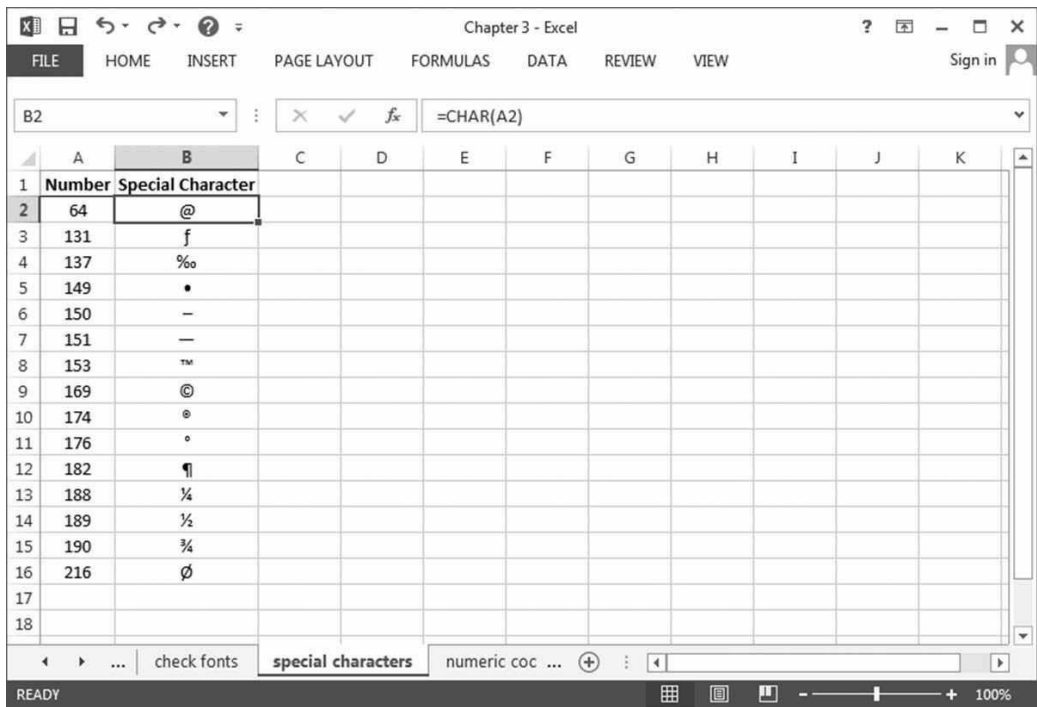 Chapter 3 - Excel
FILE HOME INSERT PAGE LAYOUT FORMULAS DATA REVIEW VIEW Sign in
B2 fx =CHAR(A2)
A B C D E F G H I J K
1 Number Special Character
2 64 @
3 131 ƒ
4 137 ‰
5 149 •
6 150 –
7 151 —
8 153 ™
9 169 ©
10 174 ®
11 176 °
12 182 ¶
13 188 ¼
14 189 ½
15 190 ¾
16 216 Ø
17
18
... check fonts special characters numeric coc ...
READY 100%